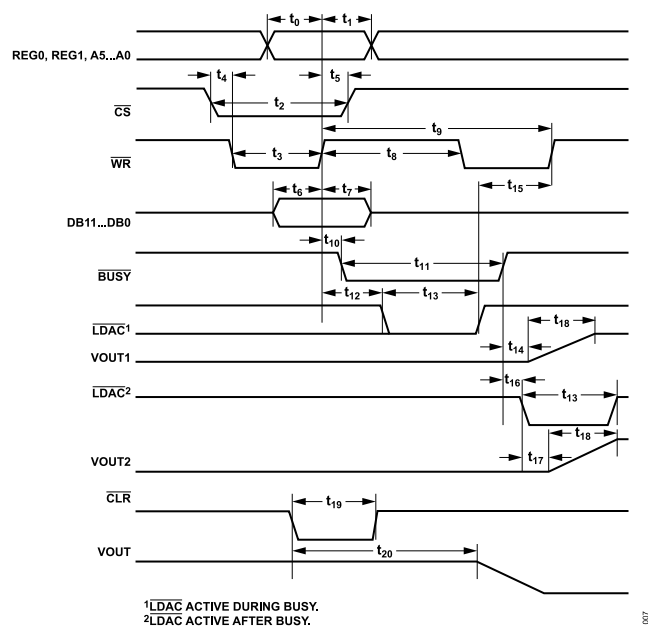 t0
t1
REG0, REG1, A5...A0
t4
t5
t2
CS
t9
WR
t3
t8
t6
t7
t15
DB11...DB0
t10
BUSY
t11
t12
t13
LDAC1
t18
VOUT1
t14
t16
LDAC2
t13
t18
VOUT2
t17
CLR
t19
VOUT
t20
1LDAC ACTIVE DURING BUSY.
2LDAC ACTIVE AFTER BUSY.
007